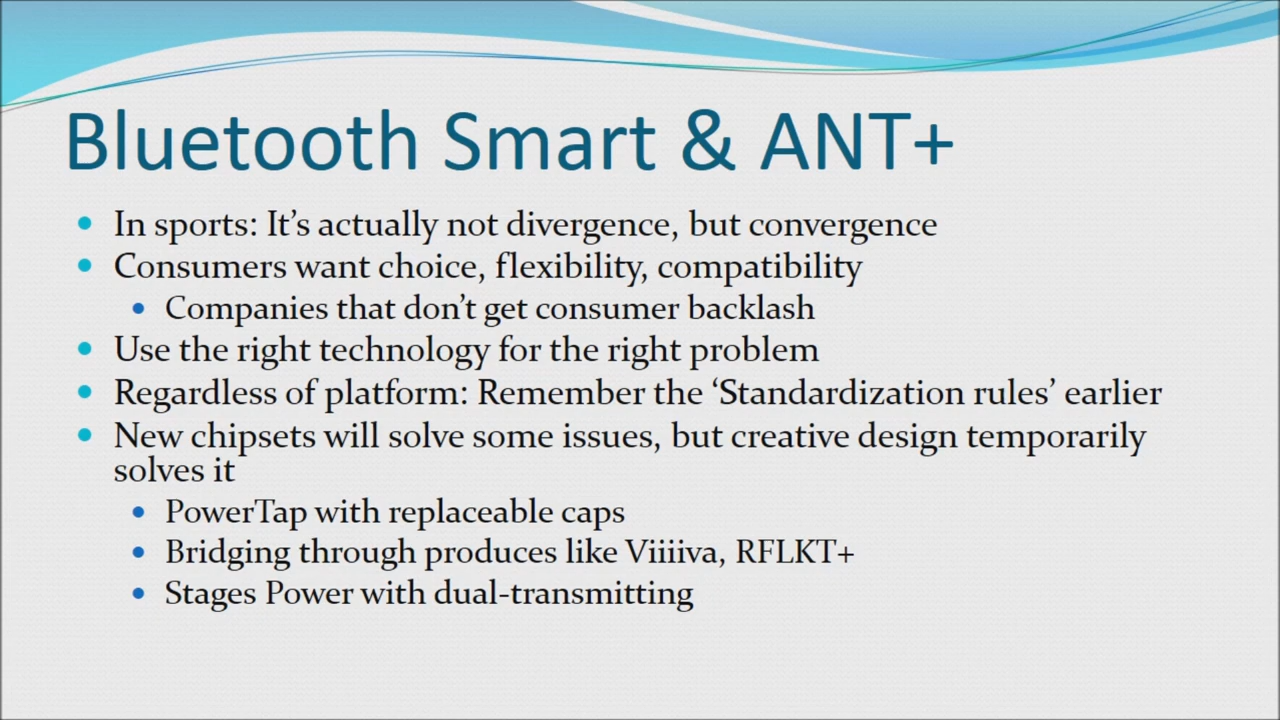 Bluetooth Smart & ANT+
In sports: It’s actually not divergence, but convergence
Consumers want choice, flexibility, compatibility
Companies that don’t get consumer backlash
Use the right technology for the right problem
Regardless of platform: Remember the ‘Standardization rules’ earlier
New chipsets will solve some issues, but creative design temporarily
solves it
PowerTap with replaceable caps
Bridging through produces like Viiiiva, RFLKT+
Stages Power with dual-transmitting